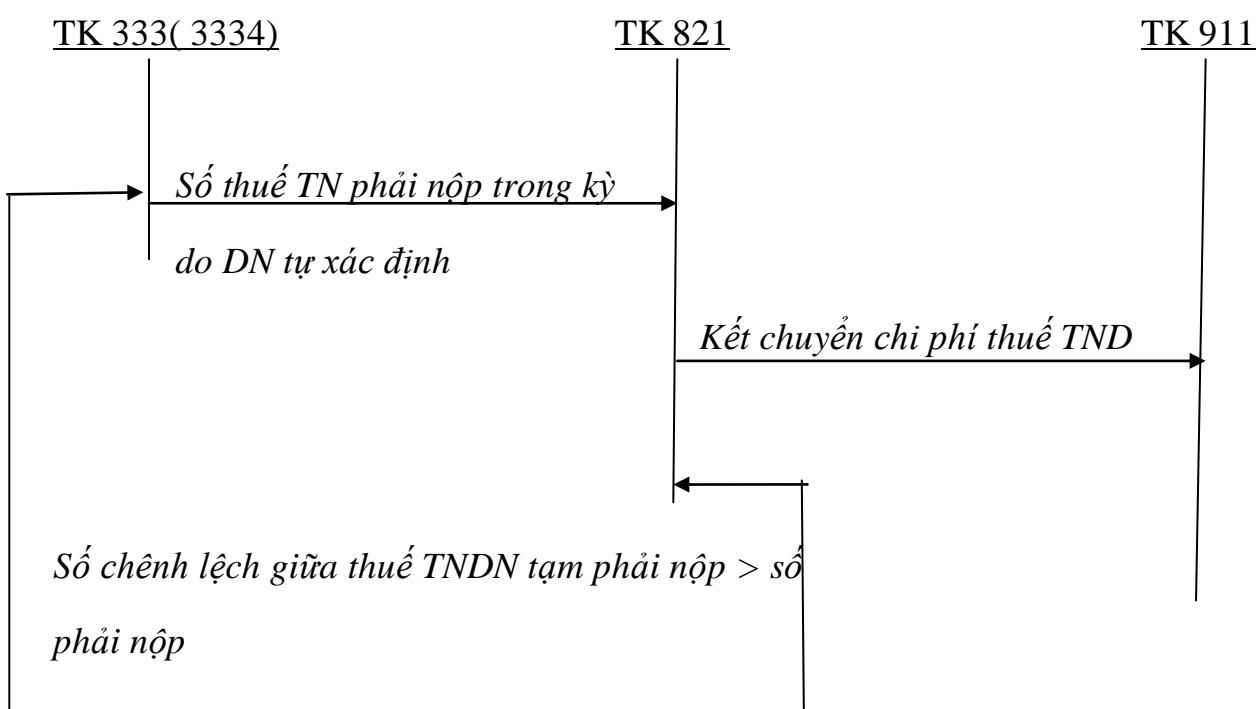 TK 333( 3334)
TK 821
TK 911
Số thuế TN phải nộp trong kỳ
do DN tự xác định
Kết chuyển chi phí thuế TND
Số chênh lệch giữa thuế TNDN tạm phải nộp > số
phải nộp